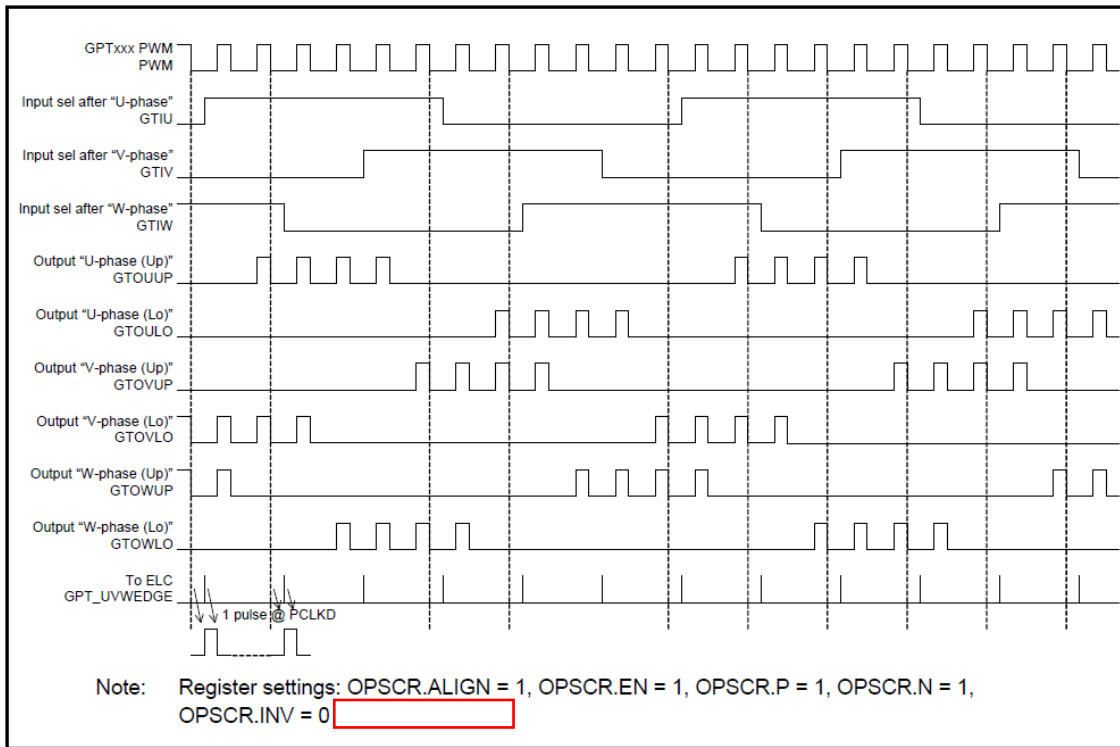 GPTxxx PWM
PWM
Input sel after “U-phase”
GTIU
Input sel after “V-phase”
GTIV
Input sel after “W-phase”
GTIW
Output “U-phase (Up)”
GTOUUP
Output “U-phase (Lo)”
GTOULO
Output “V-phase (Up)”
GTOVUP
Output “V-phase (Lo)”
GTOVLO
Output “W-phase (Up)”
GTOWUP
Output “W-phase (Lo)”
GTOWLO
To ELC
GPT_UVWEDGE
1 pulse @ PCLKD
Note: Register settings: OPSCR.ALIGN = 1, OPSCR.EN = 1, OPSCR.P = 1, OPSCR.N = 1,
OPSCR.INV = 0